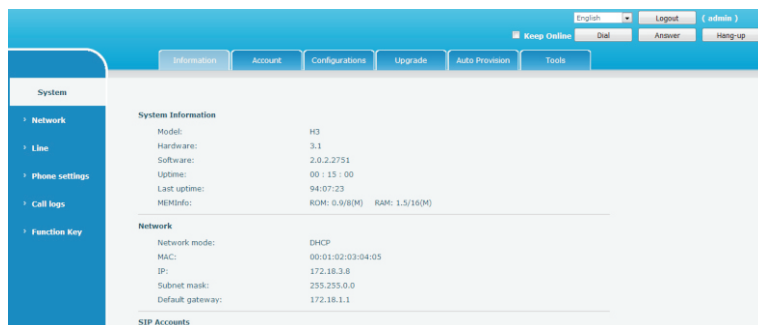 English Logout ( admin )
Keep Online Dial Answer Hang-up
Information Account Configurations Upgrade Auto Provision Tools
System
Network
Line
Phone settings
Call logs
Function Key
System Information
Model: H3
Hardware: 3.1
Software: 2.0.2.2751
Uptime: 00 : 15 : 00
Last uptime: 94:07:23
MEMInfo: ROM: 0.9/8(M) RAM: 1.5/16(M)
Network
Network mode: DHCP
MAC: 00:01:02:03:04:05
IP: 172.18.3.8
Subnet mask: 255.255.0.0
Default gateway: 172.18.1.1
SIP Accounts